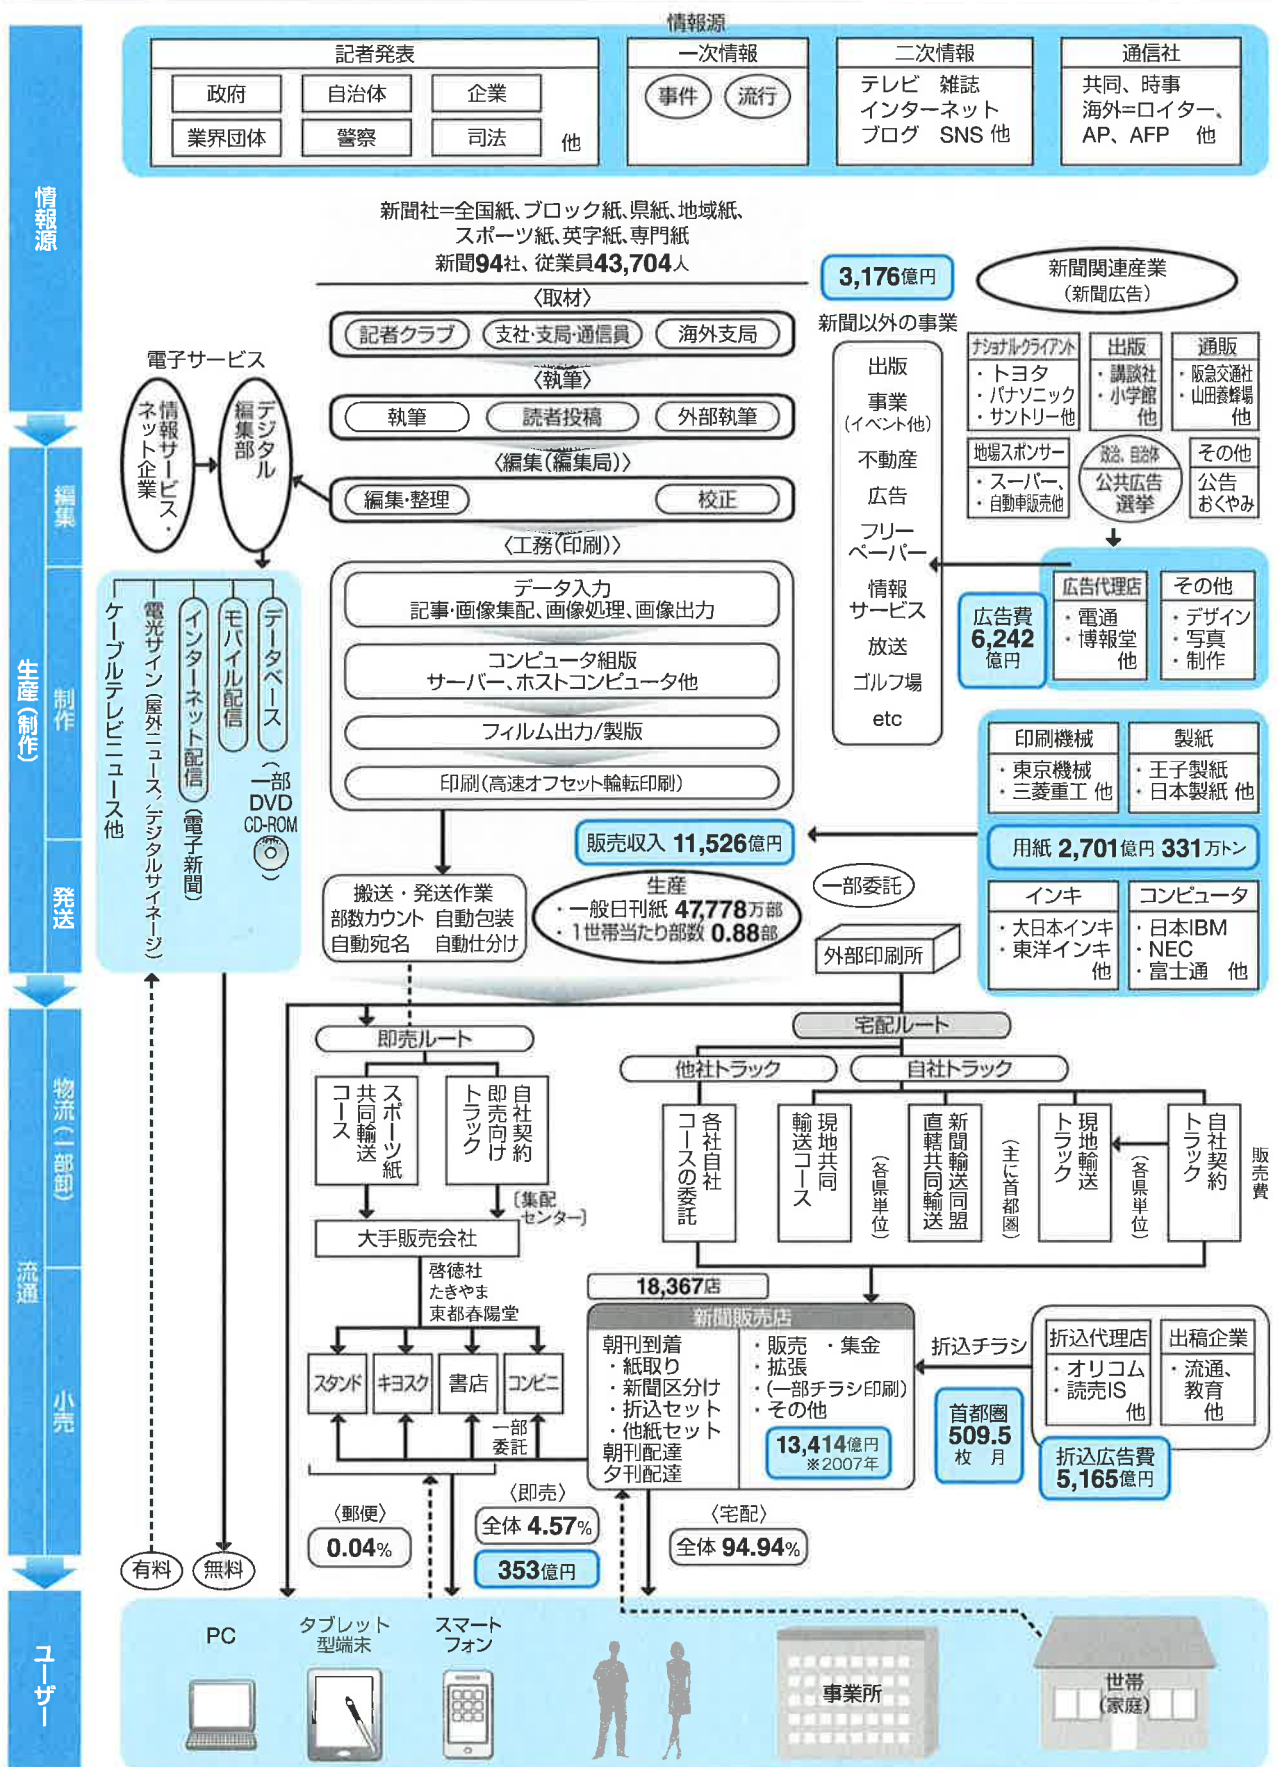 情報源
記者発表
政府
自治体
企業
業界団体
警察
司法
他
一次情報
事件
流行
二次情報
テレビ 雑誌
インターネット
ブログ SNS 他
通信社
共同、時事
海外=ロイター、
AP、AFP 他
情報源
新聞社=全国紙、ブロック紙、県紙、地域紙、
スポーツ紙、英字紙、専門紙
新聞94社、従業員43,704人
〈取材〉
記者クラブ
支社・支局・通信員
海外支局
〈執筆〉
執筆
読者投稿
外部執筆
〈編集(編集局)〉
編集・整理
校正
〈工務(印刷)〉
データ入力
記事・画像集配、画像処理、画像出力
コンピュータ組版
サーバー、ホストコンピュータ他
フィルム出力/製版
印刷(高速オフセット輪転印刷)
3,176億円
新聞以外の事業
出版
事業
(イベント他)
不動産
広告
フリー
ペーパー
情報
サービス
放送
ゴルフ場
etc
新聞関連産業
(新聞広告)
ナショナルクライアント
・トヨタ
・パナソニック
・サントリー他
出版
・講談社
・小学館
他
通販
・阪急交通社
・山田養蜂場
他
地場スポンサー
・スーパー、
・自動車販売他
政治、自治体
公共広告
選挙
その他
公告
おくやみ
広告費
6,242
億円
広告代理店
・電通
・博報堂
他
その他
・デザイン
・写真
・制作
印刷機械
・東京機械
・三菱重工 他
製紙
・王子製紙
・日本製紙 他
用紙 2,701億円 331万トン
インキ
・大日本インキ
・東洋インキ
他
コンピュータ
・日本IBM
・NEC
・富士通 他
電子サービス
情報サービス・
ネット企業
デジタル
編集部
データベース
(一部
DVD
CD-ROM
)
モバイル配信
インターネット配信
(電子新聞)
電光サイン(屋外ニュース、デジタルサイネージ)
ケーブルテレビニュース他
生産(制作)
編集
制作
発送
販売収入 11,526億円
搬送・発送作業
部数カウント 自動包装
自動宛名 自動仕分け
生産
・一般日刊紙 47,778万部
・1世帯当たり部数 0.88部
一部委託
外部印刷所
流通
物流(一部卸)
小売
即売ルート
スポーツ紙
共同輸送
コース
自社契約
即売向け
トラック
〔集配
センター〕
大手販売会社
啓徳社
たきやま
東都春陽堂
スタンド
キヨスク
書店
コンビニ
一部
委託
宅配ルート
他社トラック
自社トラック
各社自社
コースの委託
現地共同
輸送コース
(各県単位)
新聞輸送同盟
直轄共同輸送
(主に首都圏)
現地輸送
トラック
(各県単位)
自社契約
トラック
販売費
18,367店
新聞販売店
朝刊到着
・紙取り
・新聞区分け
・折込セット
・他紙セット
朝刊配達
夕刊配達
・販売 ・集金
・拡張
・(一部チラシ印刷)
・その他
13,414億円
※2007年
折込チラシ
首都圏
509.5
枚 月
折込代理店
・オリコム
・読売IS
他
出稿企業
・流通、
教育
他
折込広告費
5,165億円
〈郵便〉
0.04%
〈即売〉
全体 4.57%
353億円
〈宅配〉
全体 94.94%
有料
無料
ユーザー
PC
タブレット
型端末
スマート
フォン
事業所
世帯
(家庭)